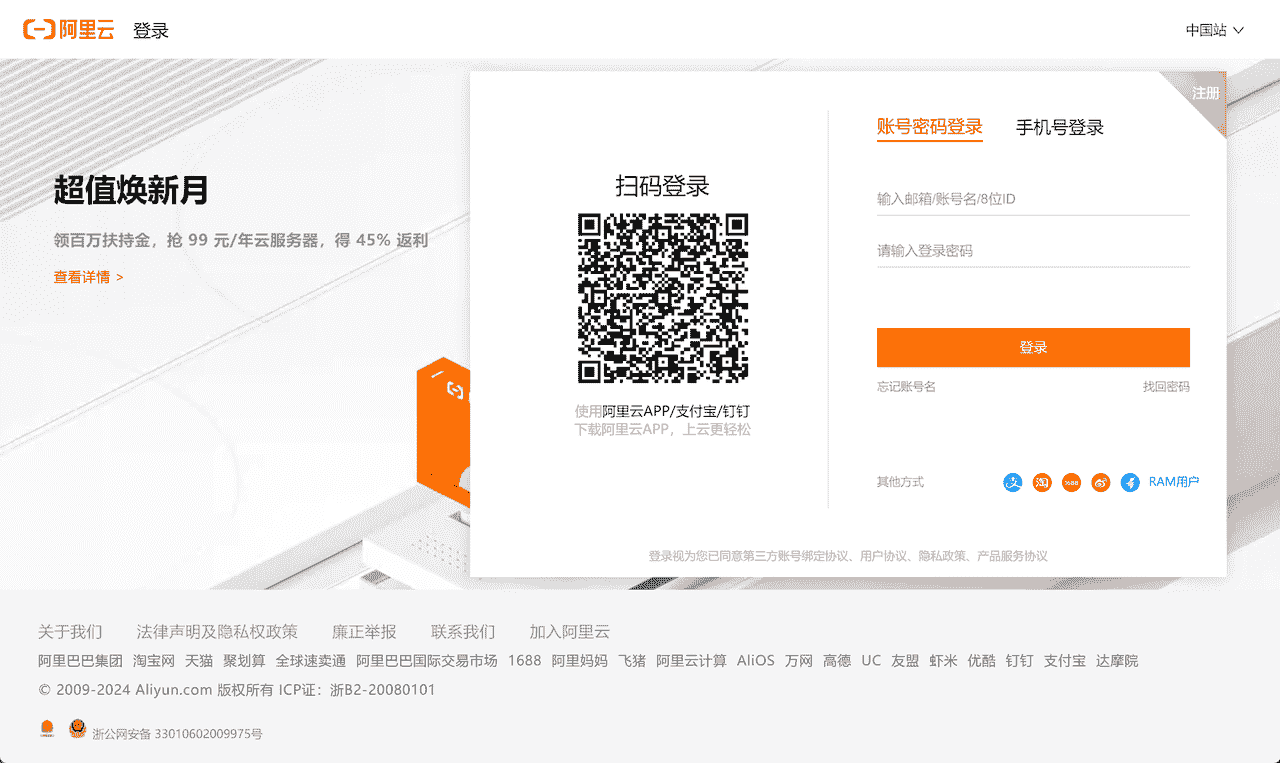 阿里云 登录
中国站
超值焕新月
领百万扶持金，抢 99 元/年云服务器，得 45% 返利
查看详情 >
扫码登录
使用阿里云APP/支付宝/钉钉
下载阿里云APP，上云更轻松
注册
账号密码登录 手机号登录
输入邮箱/账号名/8位ID
请输入登录密码
登录
忘记账号名 找回密码
其他方式 支 淘 1688 RAM用户
登录视为您已同意第三方账号绑定协议、用户协议、隐私政策、产品服务协议
关于我们 法律声明及隐私权政策 廉正举报 联系我们 加入阿里云
阿里巴巴集团 淘宝网 天猫 聚划算 全球速卖通 阿里巴巴国际交易市场 1688 阿里妈妈 飞猪 阿里云计算 AliOS 万网 高德 UC 友盟 虾米 优酷 钉钉 支付宝 达摩院
© 2009-2024 Aliyun.com 版权所有 ICP证：浙B2-20080101
浙公网安备 33010602009975号